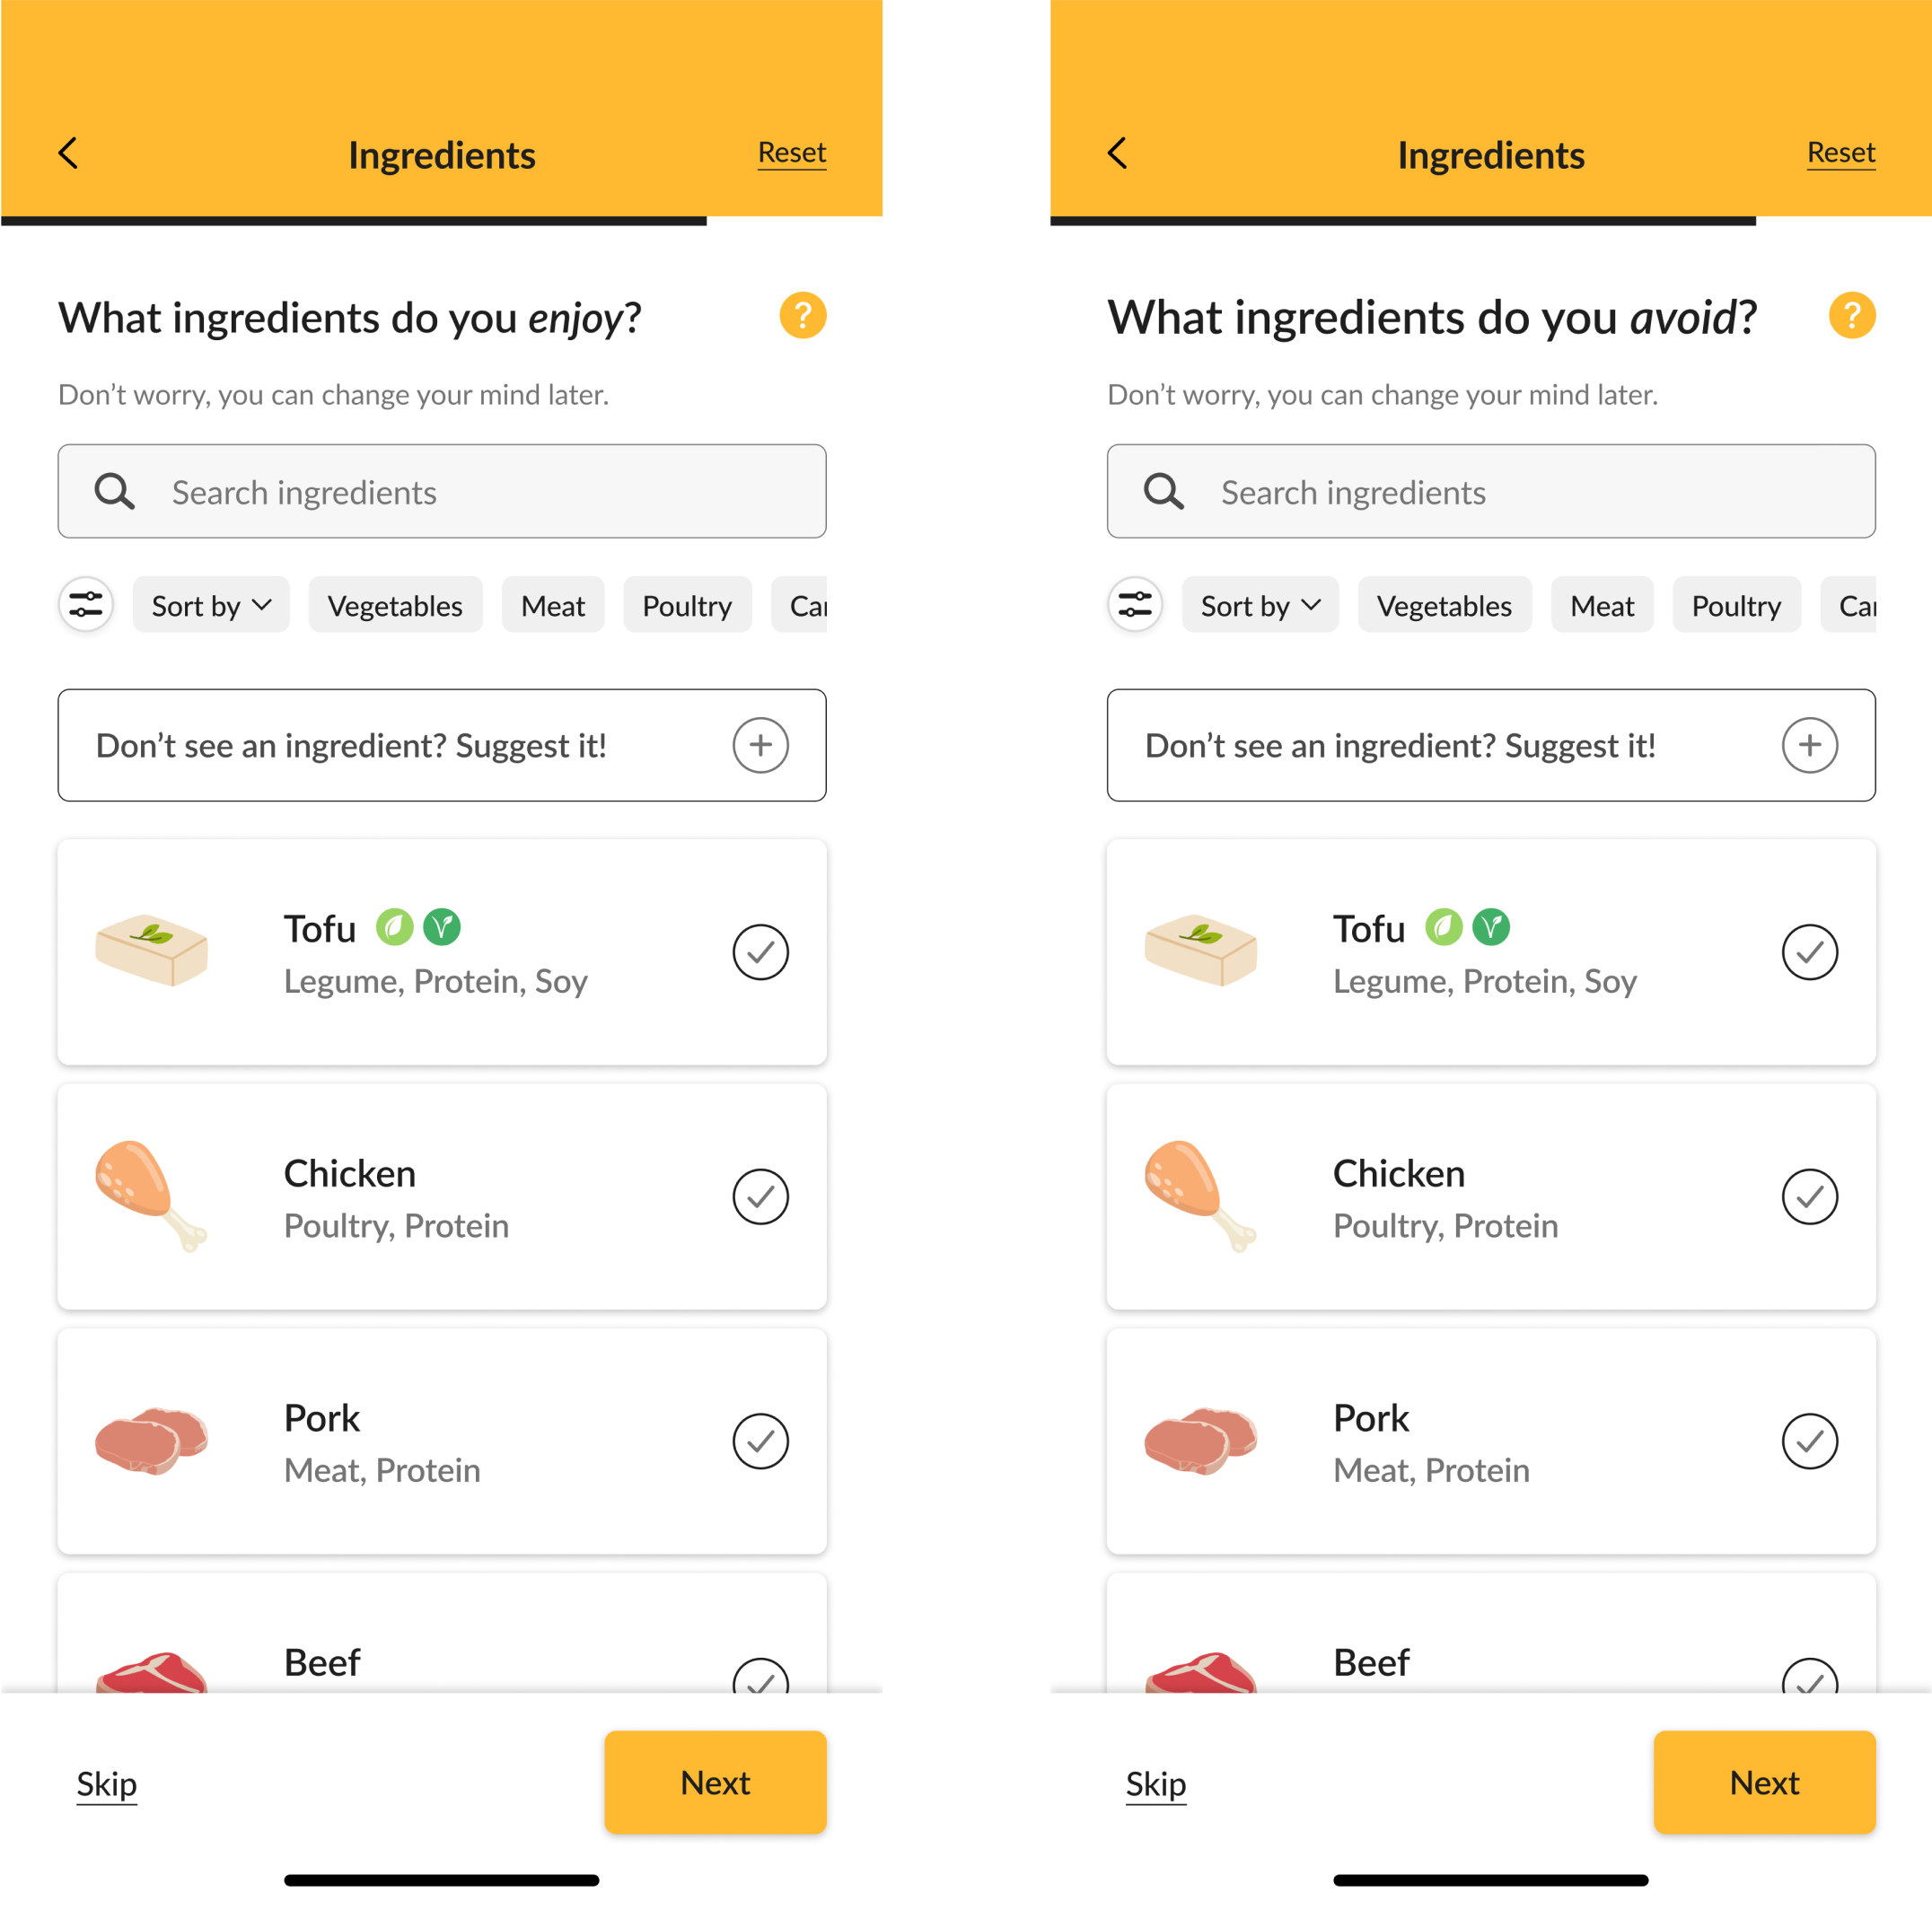 Ingredients
Reset
What ingredients do you enjoy?
?
Don't worry, you can change your mind later.
Search ingredients
Sort by
Vegetables
Meat
Poultry
Don't see an ingredient? Suggest it!
Tofu
Legume, Protein, Soy
Chicken
Poultry, Protein
Pork
Meat, Protein
Beef
Skip
Next
Ingredients
Reset
What ingredients do you avoid?
?
Don't worry, you can change your mind later.
Search ingredients
Sort by
Vegetables
Meat
Poultry
Don't see an ingredient? Suggest it!
Tofu
Legume, Protein, Soy
Chicken
Poultry, Protein
Pork
Meat, Protein
Beef
Skip
Next